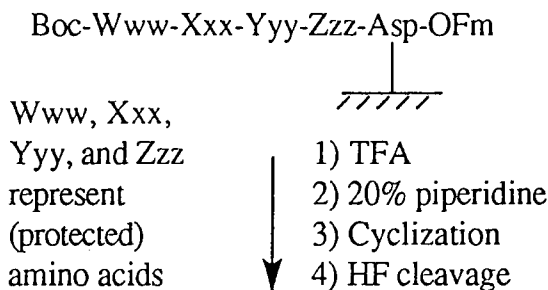 Boc-Www-Xxx-Yyy-Zzz-Asp-OFm
Www, Xxx,
Yyy, and Zzz
represent
(protected)
amino acids
1) TFA
2) 20% piperidine
3) Cyclization
4) HF cleavage